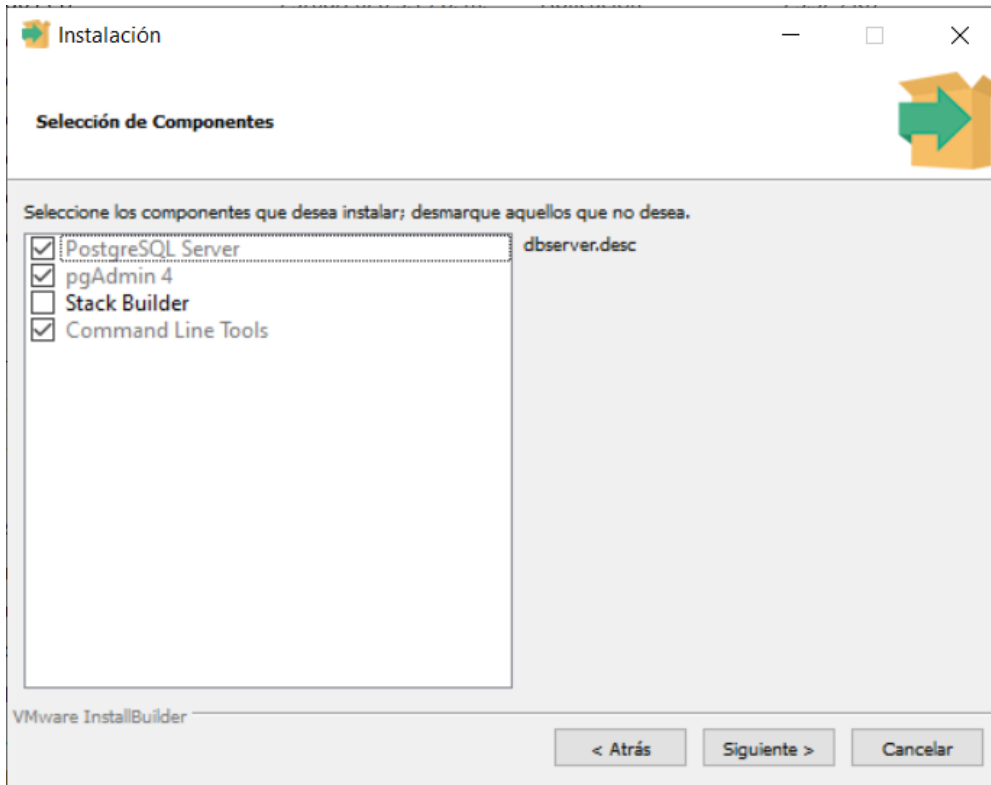 Instalación
Selección de Componentes
Seleccione los componentes que desea instalar; desmarque aquellos que no desea.
PostgreSQL Server
dbserver.desc
pgAdmin 4
Stack Builder
Command Line Tools
VMware InstallBuilder
< Atrás
Siguiente >
Cancelar